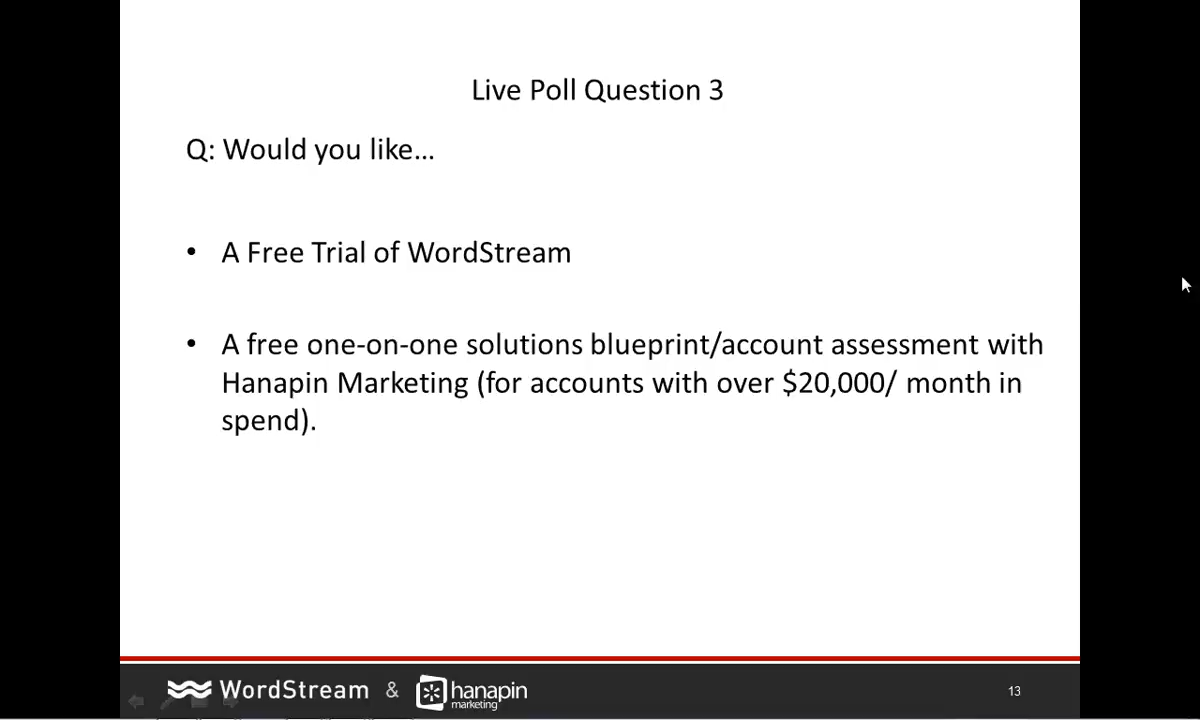 Live Poll Question 3
Q: Would you like...
• A Free Trial of WordStream
• A free one-on-one solutions blueprint/account assessment with
Hanapin Marketing (for accounts with over $20,000/ month in
spend).
WordStream & hanapin
marketing
13